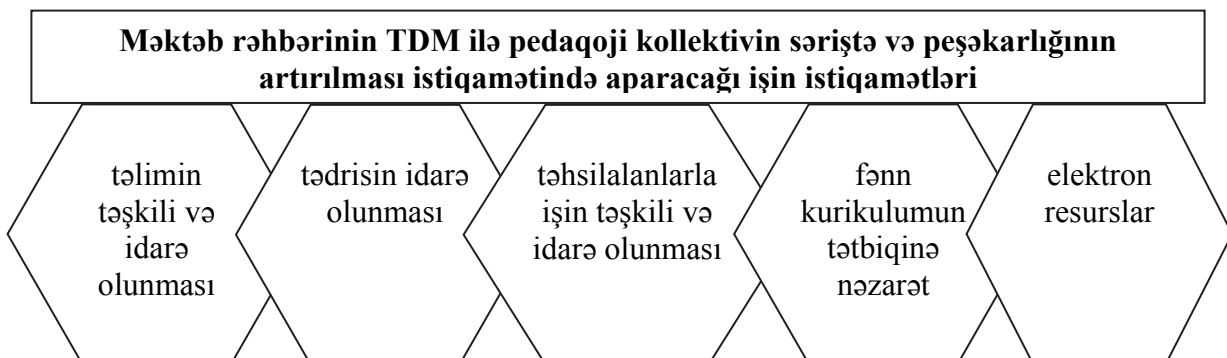 Məktəb rəhbərinin TDM ilə pedaqoji kollektivin səriştə və peşəkarlığının
artırılması istiqamətində aparacağı işin istiqamətləri
təlimin
təşkili və
idarə
olunması
tədrisin idarə
olunması
təhsilalanlarla
işin təşkili və
idarə olunması
fənn
kurikulumun
tətbiqinə
nəzarət
elektron
resurslar